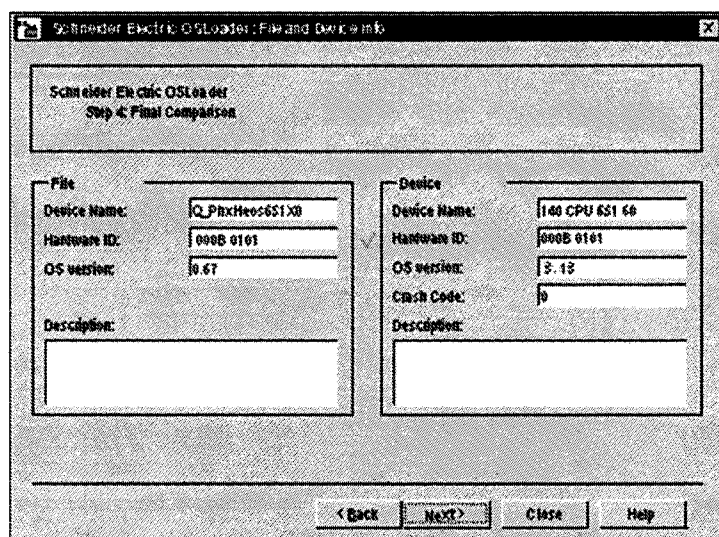 Schneider Electric OSLoader: File and Device info
Schneider Electric OSLoader
Step 4: Final Comparison
File
Device Name: Q_PhxHeos6S1X0
Hardware ID: 000B 0101
OS version: 0.67
Description:
Device
Device Name: 140 CPU 651 60
Hardware ID: 000B 0101
OS version:
Crash Code: 0
Description:
< Back
Next >
Close
Help